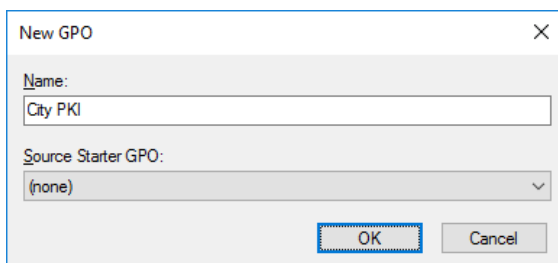 New GPO
Name:
City PKI
Source Starter GPO:
(none)
OK Cancel